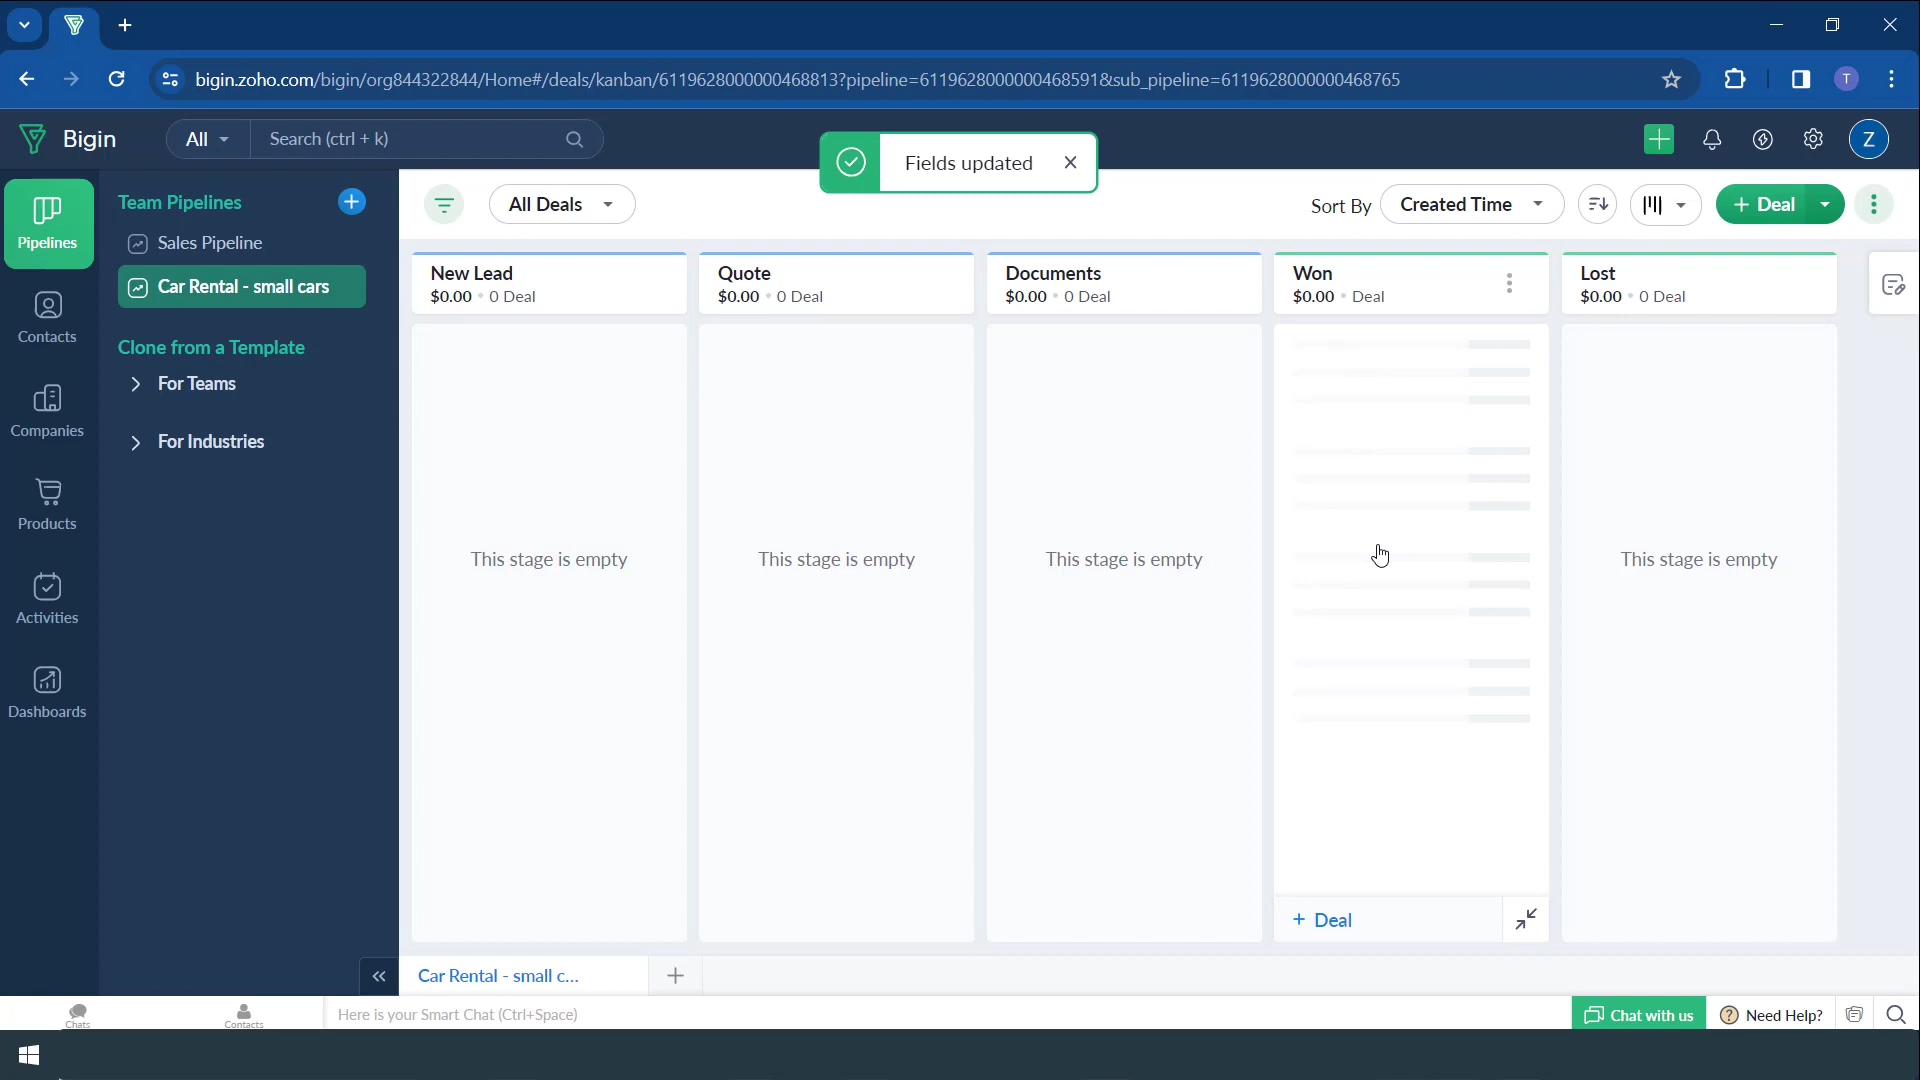 bigin.zoho.com/bigin/org844322844/Home#/deals/kanban/6119628000000468813?pipeline=6119628000000468591&sub_pipeline=6119628000000468765
T
Bigin
All
Search (ctrl + k)
Fields updated
Z
Pipelines
Contacts
Companies
Products
Activities
Dashboards
Team Pipelines
Sales Pipeline
Car Rental - small cars
Clone from a Template
For Teams
For Industries
All Deals
Sort By
Created Time
+ Deal
New Lead
$0.00 • 0 Deal
This stage is empty
Quote
$0.00 • 0 Deal
This stage is empty
Documents
$0.00 • 0 Deal
This stage is empty
Won
$0.00 • Deal
+ Deal
Lost
$0.00 • 0 Deal
This stage is empty
Car Rental - small c...
Chats
Contacts
Here is your Smart Chat (Ctrl+Space)
Chat with us
Need Help?